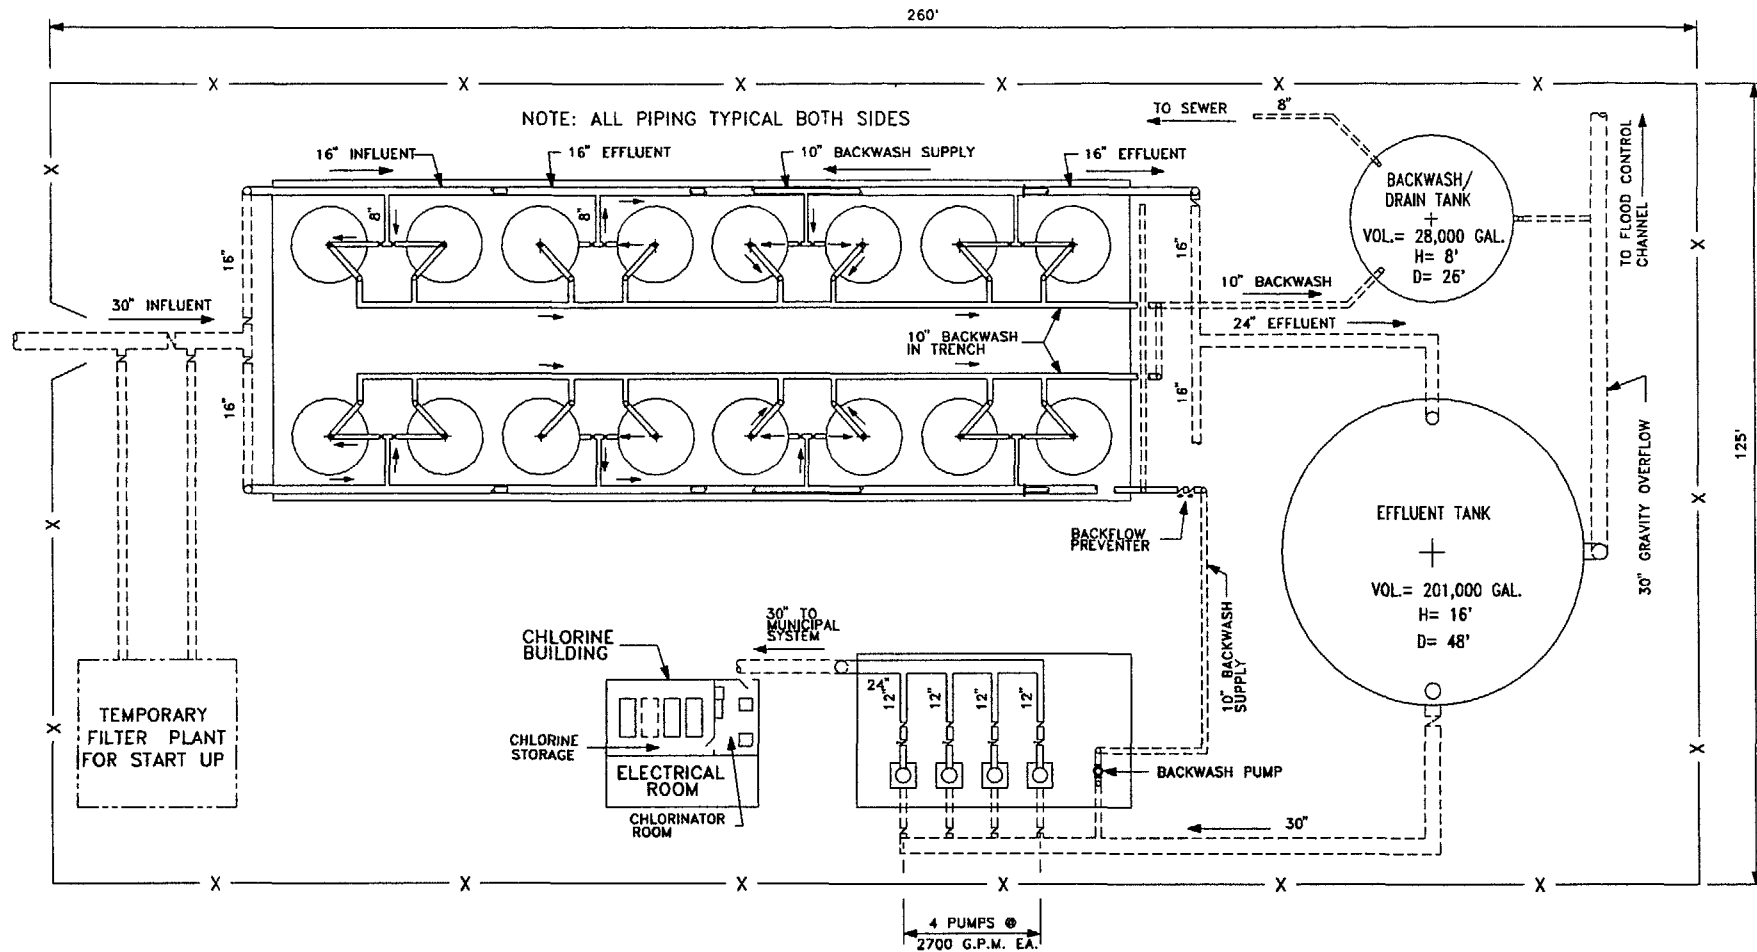 260'
X X X X X X
NOTE: ALL PIPING TYPICAL BOTH SIDES
TO SEWER
8"
16" INFLUENT
16" EFFLUENT
10" BACKWASH SUPPLY
16" EFFLUENT
X
8"
8"
BACKWASH/
DRAIN TANK
VOL.= 28,000 GAL.
H= 8'
D= 26'
TO FLOOD CONTROL
CHANNEL
X
16"
16"
30" INFLUENT
10" BACKWASH
24" EFFLUENT
10" BACKWASH
IN TRENCH
16"
16"
X
125'
X
X
BACKFLOW
PREVENTER
EFFLUENT TANK
VOL.= 201,000 GAL.
H= 16'
D= 48'
30" GRAVITY OVERFLOW
10" BACKWASH
SUPPLY
30" TO
MUNICIPAL
SYSTEM
CHLORINE
BUILDING
24"
12"
12"
12"
12"
TEMPORARY
FILTER PLANT
FOR START UP
CHLORINE
STORAGE
ELECTRICAL
ROOM
CHLORINATOR
ROOM
BACKWASH PUMP
X
30"
X X X X X X
4 PUMPS @
2700 G.P.M. EA.